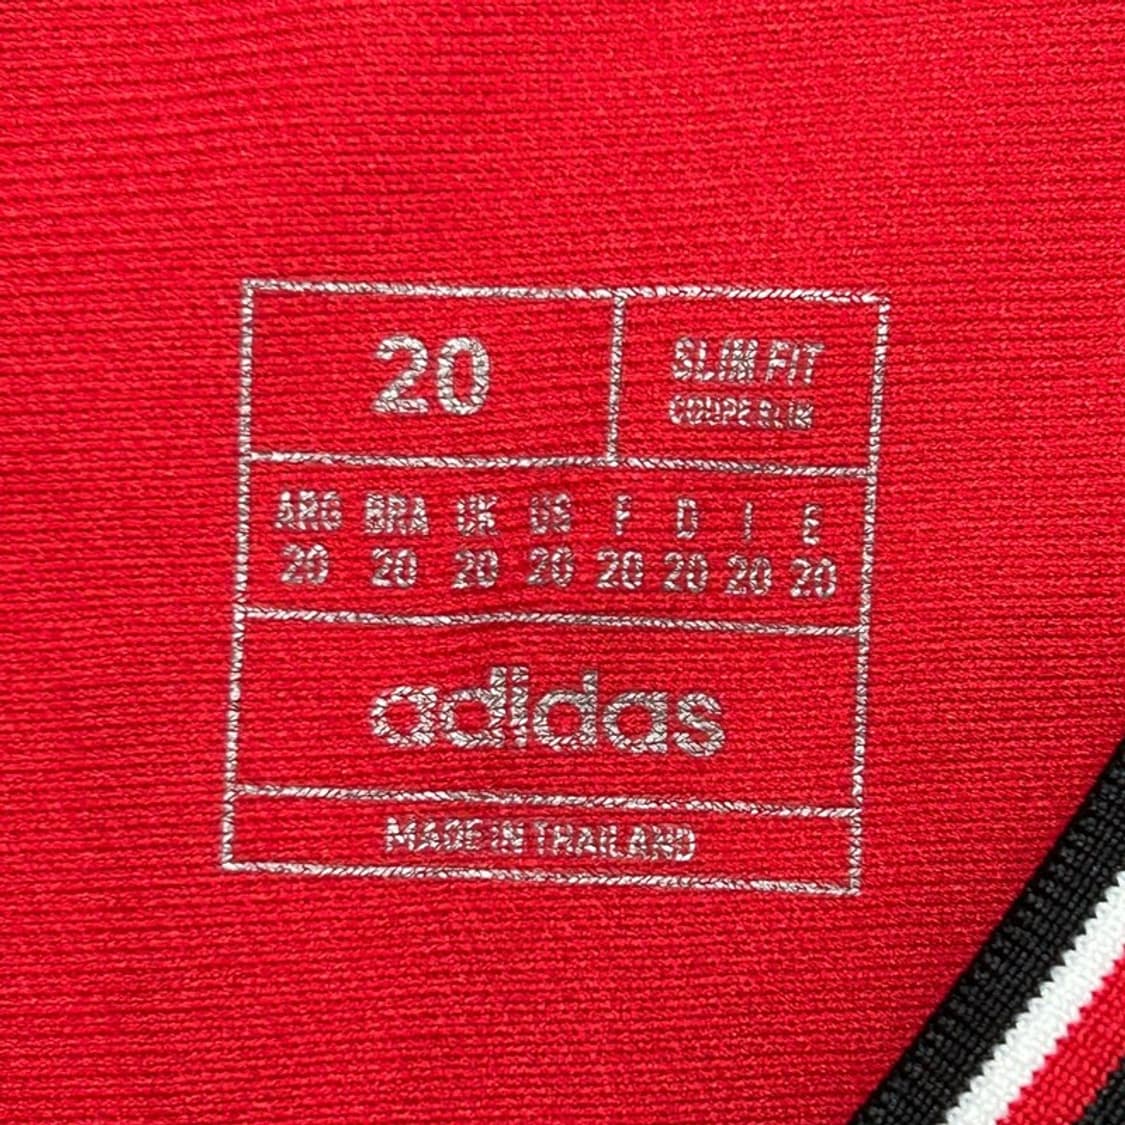 20
SLIM FIT
COUPE SLIM
ARG BRA UK US F D I E
20 20 20 20 20 20 20 20
adidas
MADE IN THAILAND